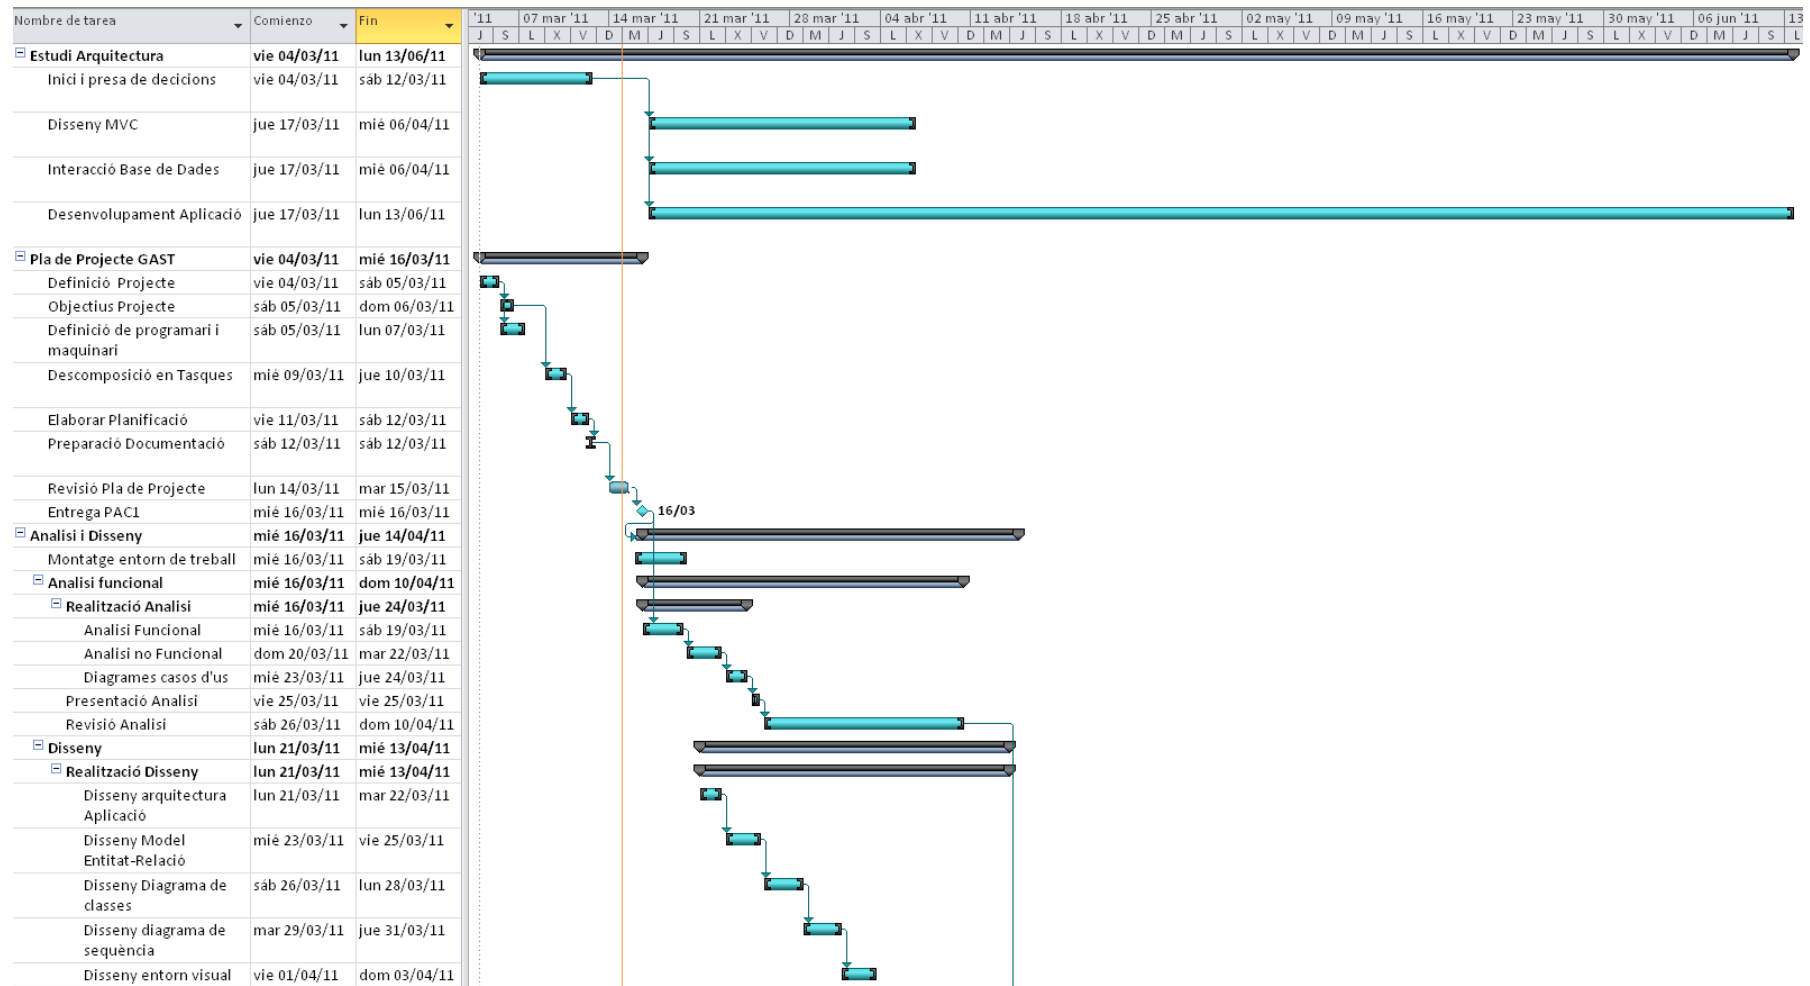 Nombre de tarea Comienzo Fin '11 07 mar '11 14 mar '11 21 mar '11 28 mar '11 04 abr '11 11 abr '11 18 abr '11 25 abr '11 02 may '11 09 may '11 16 may '11 23 may '11 30 may '11 06 jun '11 13
J S L X V D M J S L X V D M J S L X V D M J S L X V D M J S L X V D M J S L X V D M J S L X V D M J S L
Estudi Arquitectura vie 04/03/11 lun 13/06/11
Inici i presa de decicions vie 04/03/11 sáb 12/03/11
Disseny MVC jue 17/03/11 mié 06/04/11
Interacció Base de Dades jue 17/03/11 mié 06/04/11
Desenvolupament Aplicació jue 17/03/11 lun 13/06/11
Pla de Projecte GAST vie 04/03/11 mié 16/03/11
Definició Projecte vie 04/03/11 sáb 05/03/11
Objectius Projecte sáb 05/03/11 dom 06/03/11
Definició de programari i sáb 05/03/11 lun 07/03/11
maquinari
Descomposició en Tasques mié 09/03/11 jue 10/03/11
Elaborar Planificació vie 11/03/11 sáb 12/03/11
Preparació Documentació sáb 12/03/11 sáb 12/03/11
Revisió Pla de Projecte lun 14/03/11 mar 15/03/11
Entrega PAC1 mié 16/03/11 mié 16/03/11 16/03
Analisi i Disseny mié 16/03/11 jue 14/04/11
Montatge entorn de treball mié 16/03/11 sáb 19/03/11
Analisi funcional mié 16/03/11 dom 10/04/11
Realització Analisi mié 16/03/11 jue 24/03/11
Analisi Funcional mié 16/03/11 sáb 19/03/11
Analisi no Funcional dom 20/03/11 mar 22/03/11
Diagrames casos d'us mié 23/03/11 jue 24/03/11
Presentació Analisi vie 25/03/11 vie 25/03/11
Revisió Analisi sáb 26/03/11 dom 10/04/11
Disseny lun 21/03/11 mié 13/04/11
Realització Disseny lun 21/03/11 mié 13/04/11
Disseny arquitectura lun 21/03/11 mar 22/03/11
Aplicació
Disseny Model mié 23/03/11 vie 25/03/11
Entitat-Relació
Disseny Diagrama de sáb 26/03/11 lun 28/03/11
classes
Disseny diagrama de mar 29/03/11 jue 31/03/11
seqüència
Disseny entorn visual vie 01/04/11 dom 03/04/11